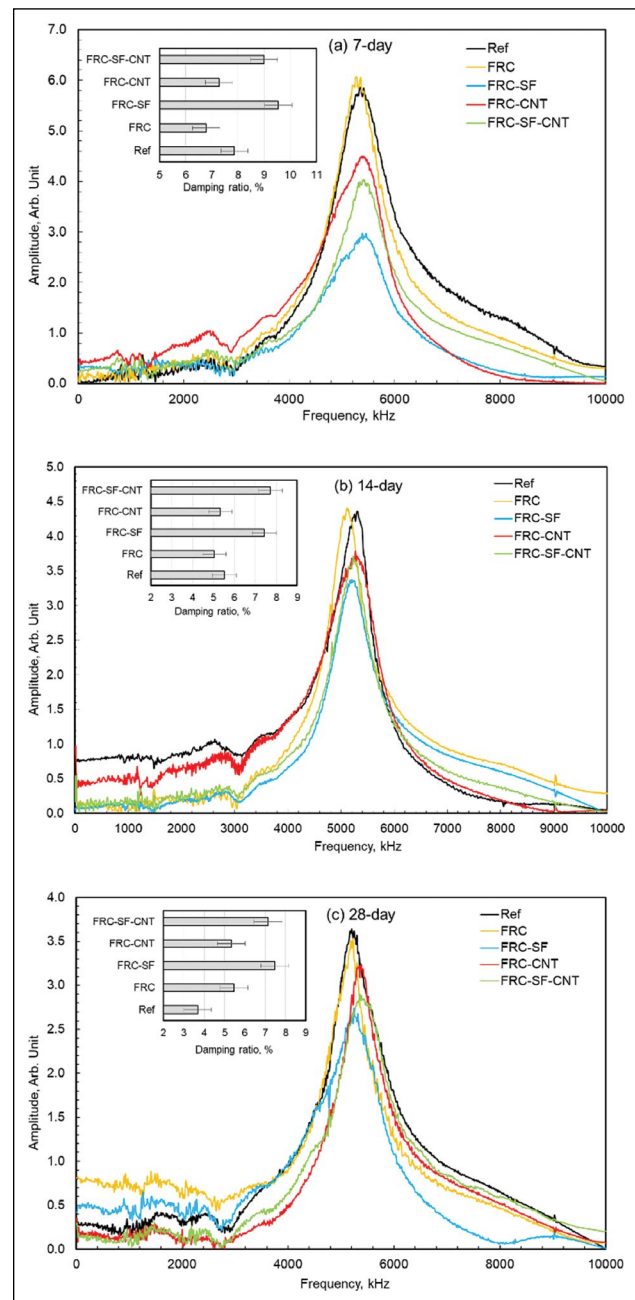 (a) 7-day
Ref
FRC
FRC-SF
FRC-CNT
FRC-SF-CNT
FRC-SF-CNT
FRC-CNT
FRC-SF
FRC
Ref
5 6 7 8 9 10 11
Damping ratio, %
7.0
6.0
5.0
4.0
3.0
2.0
1.0
0.0
Amplitude, Arb. Unit
0 2000 4000 6000 8000 10000
Frequency, kHz
(b) 14-day
Ref
FRC
FRC-SF
FRC-CNT
FRC-SF-CNT
FRC-SF-CNT
FRC-CNT
FRC-SF
FRC
Ref
2 3 4 5 6 7 8 9
Damping ratio, %
5.0
4.5
4.0
3.5
3.0
2.5
2.0
1.5
1.0
0.5
0.0
Amplitude, Arb. Unit
0 1000 2000 3000 4000 5000 6000 7000 8000 9000 10000
Frequency, kHz
(c) 28-day
Ref
FRC
FRC-SF
FRC-CNT
FRC-SF-CNT
FRC-SF-CNT
FRC-CNT
FRC-SF
FRC
Ref
2 3 4 5 6 7 8 9
Damping ratio, %
4.0
3.5
3.0
2.5
2.0
1.5
1.0
0.5
0.0
Amplitude, Arb. Unit
0 2000 4000 6000 8000 10000
Frequency, kHz